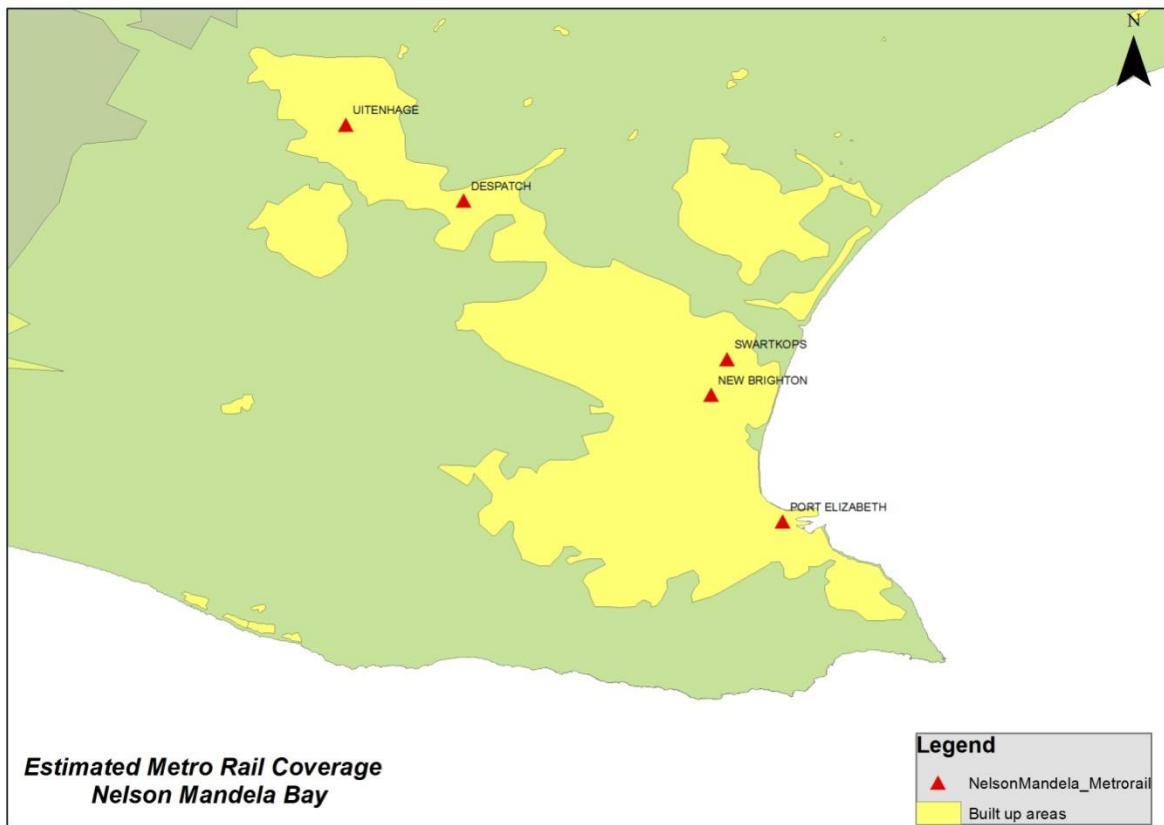 N
UITENHAGE
DESPATCH
SWARTKOPS
NEW BRIGHTON
PORT ELIZABETH
Estimated Metro Rail Coverage
Nelson Mandela Bay
Legend
NelsonMandela_Metrorail
Built up areas